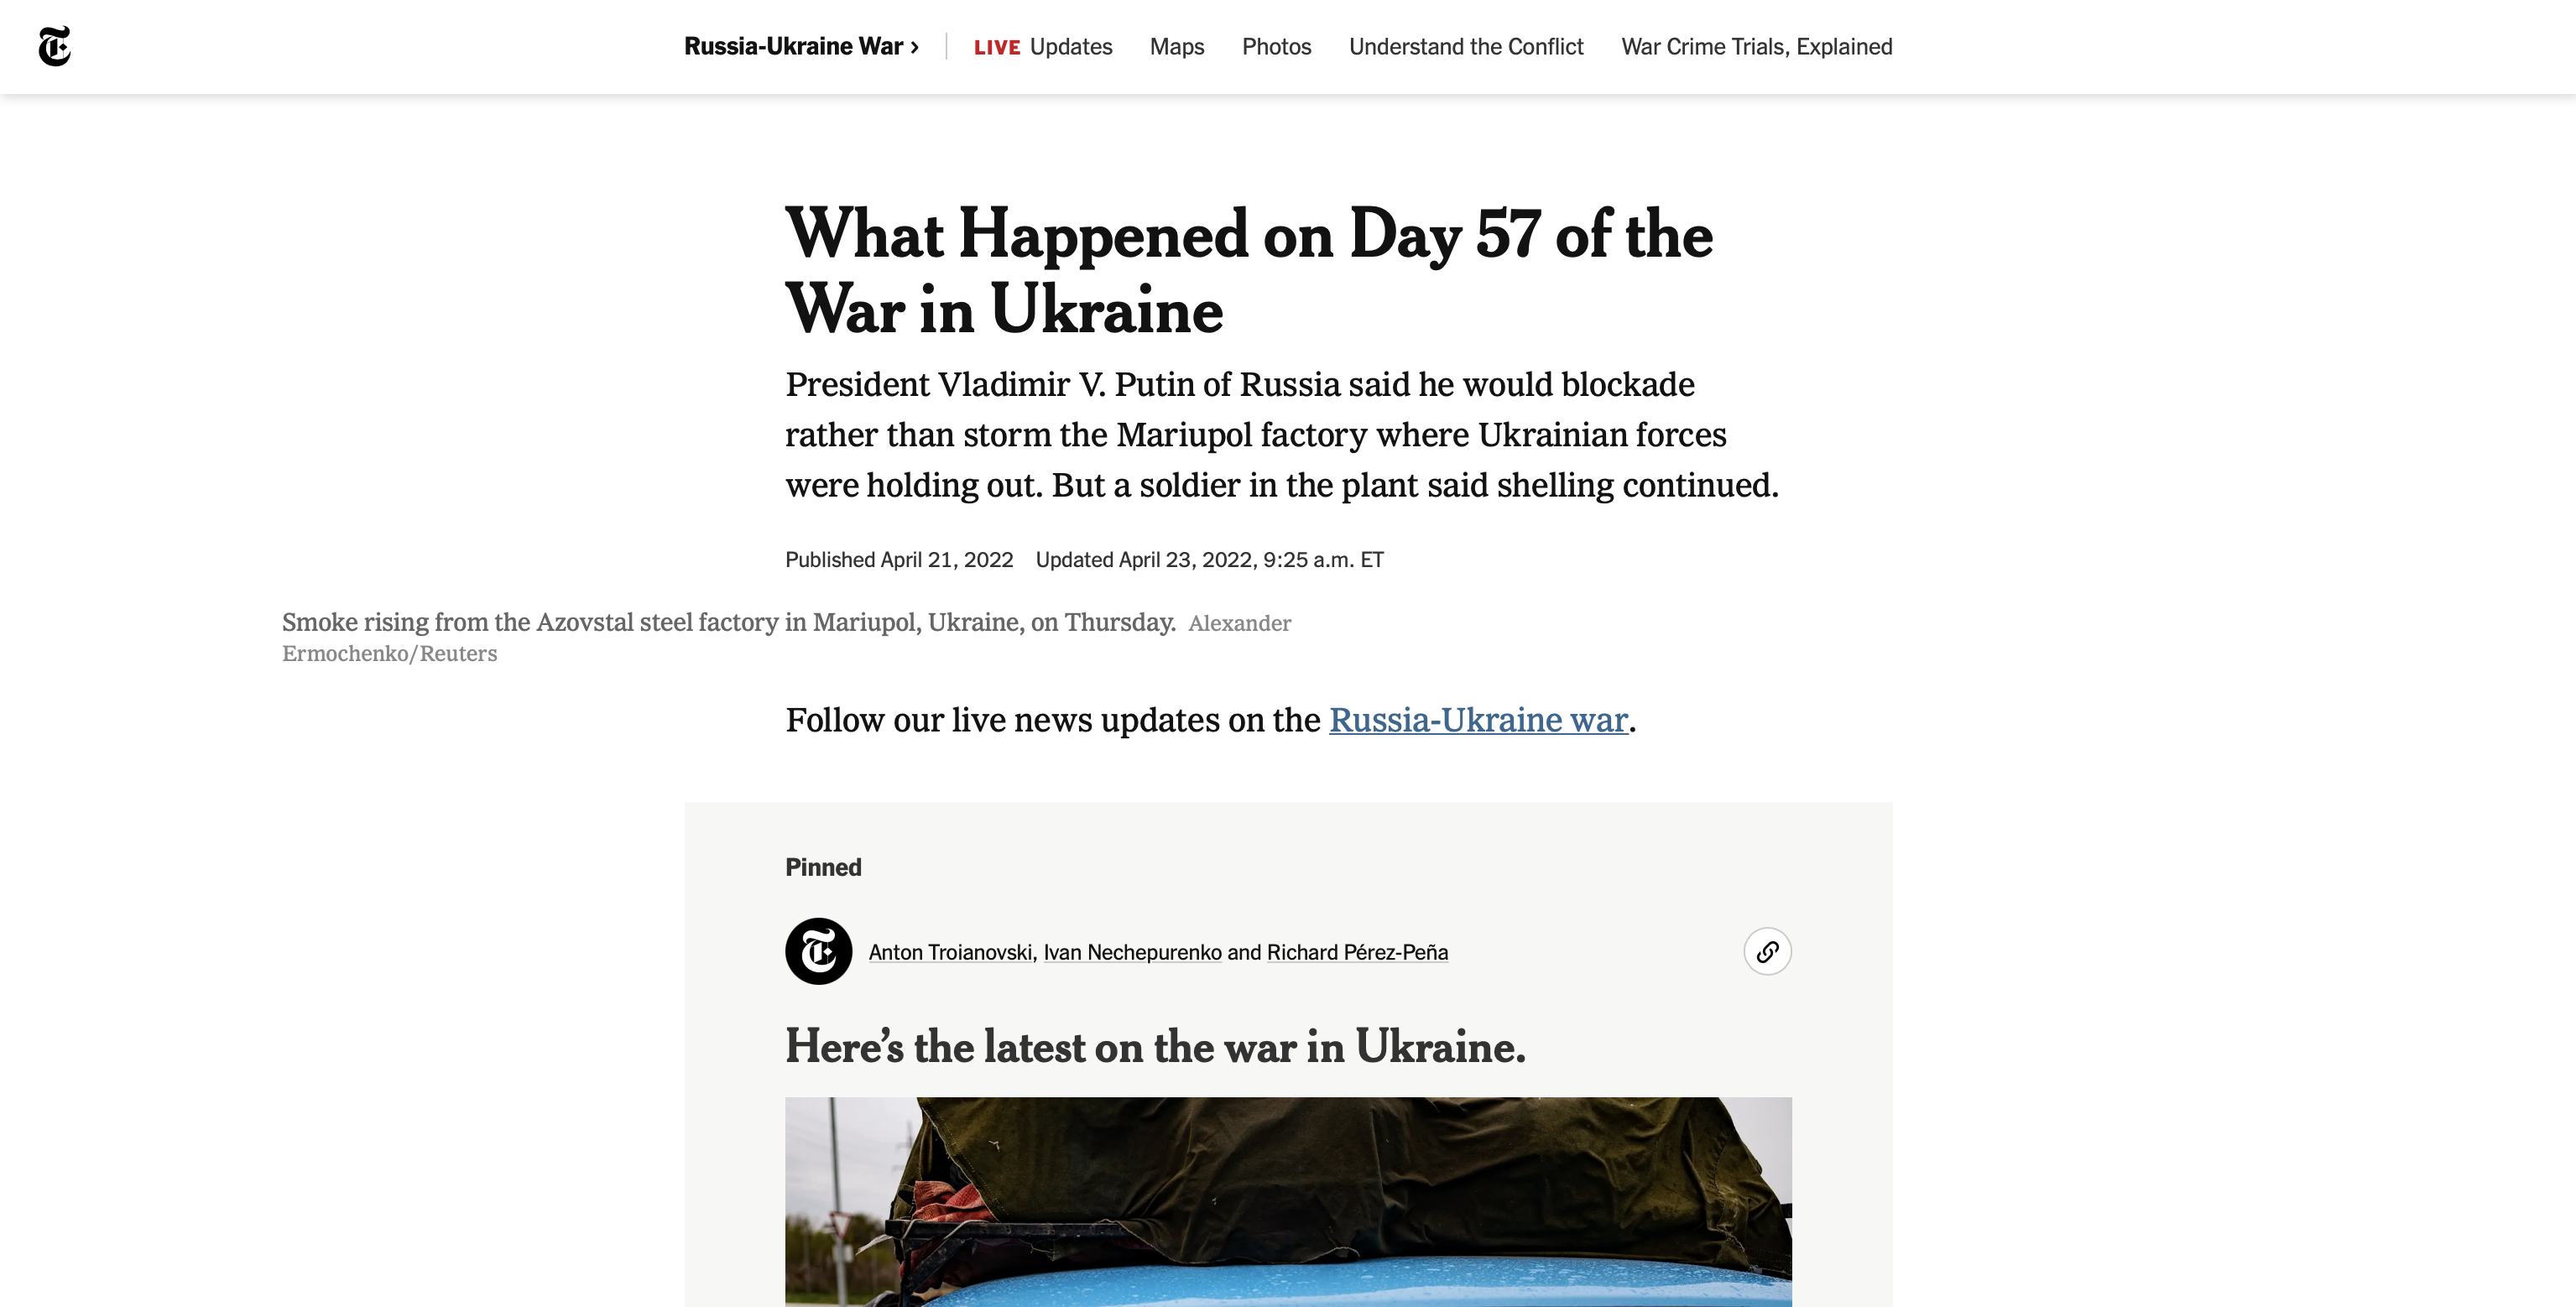 Russia-Ukraine War ›
LIVE Updates
Maps
Photos
Understand the Conflict
War Crime Trials, Explained
What Happened on Day 57 of the
War in Ukraine
President Vladimir V. Putin of Russia said he would blockade
rather than storm the Mariupol factory where Ukrainian forces
were holding out. But a soldier in the plant said shelling continued.
Published April 21, 2022 Updated April 23, 2022, 9:25 a.m. ET
Smoke rising from the Azovstal steel factory in Mariupol, Ukraine, on Thursday. Alexander
Ermochenko/Reuters
Follow our live news updates on the Russia-Ukraine war.
Pinned
Anton Troianovski, Ivan Nechepurenko and Richard Pérez-Peña
Here’s the latest on the war in Ukraine.